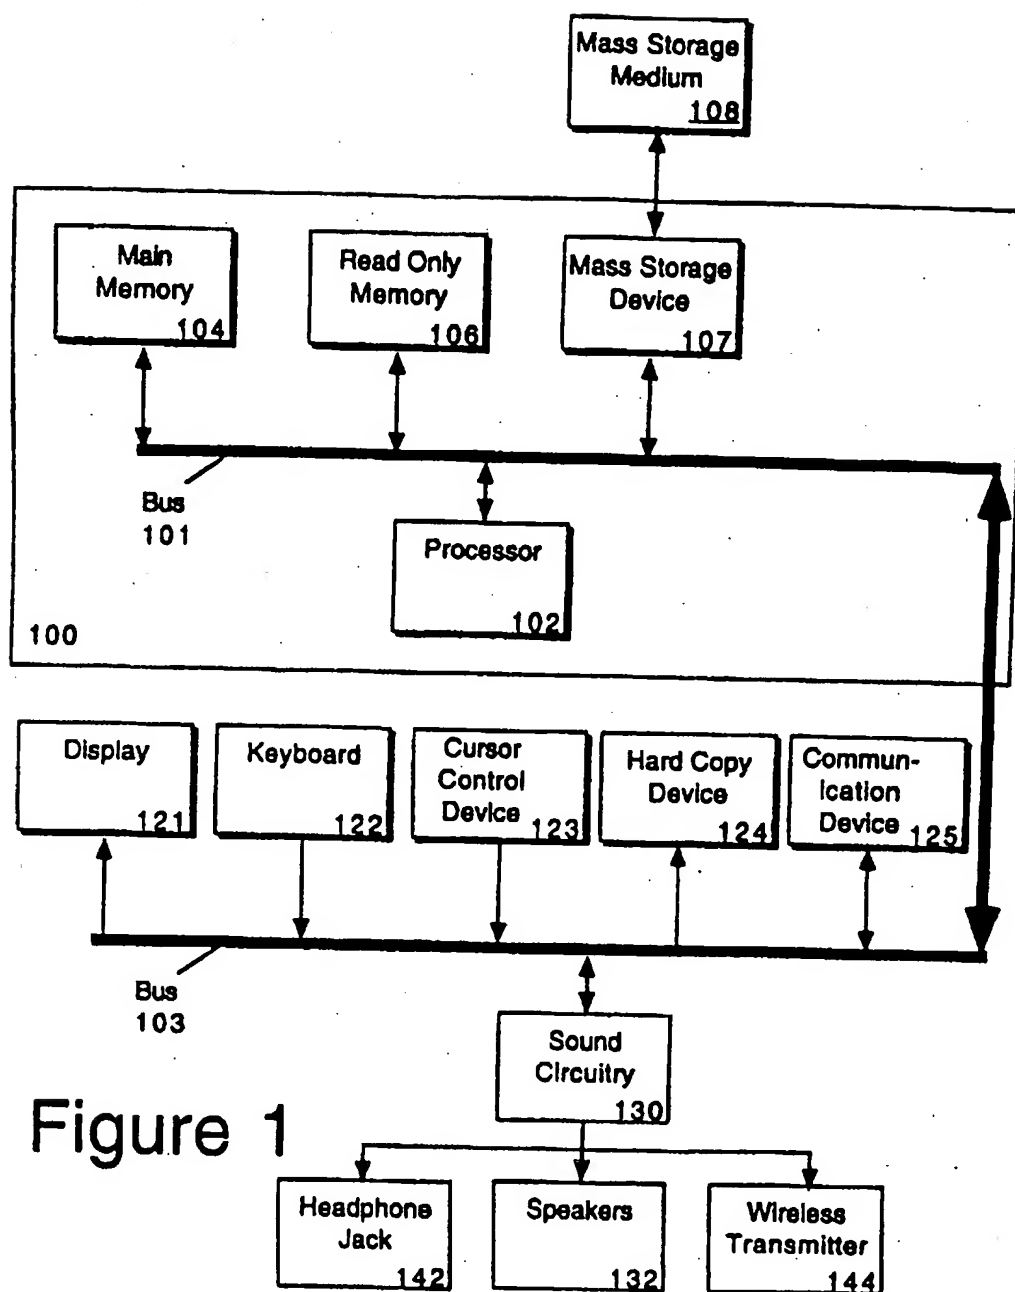 Mass Storage
Medium
108
Main
Memory
104
Read Only
Memory
106
Mass Storage
Device
107
Bus
101
Processor
102
100
Display
121
Keyboard
122
Cursor
Control
Device
123
Hard Copy
Device
124
Commun-
ication
Device
125
Bus
103
Sound
Circuitry
130
Figure 1
Headphone
Jack
142
Speakers
132
Wireless
Transmitter
144